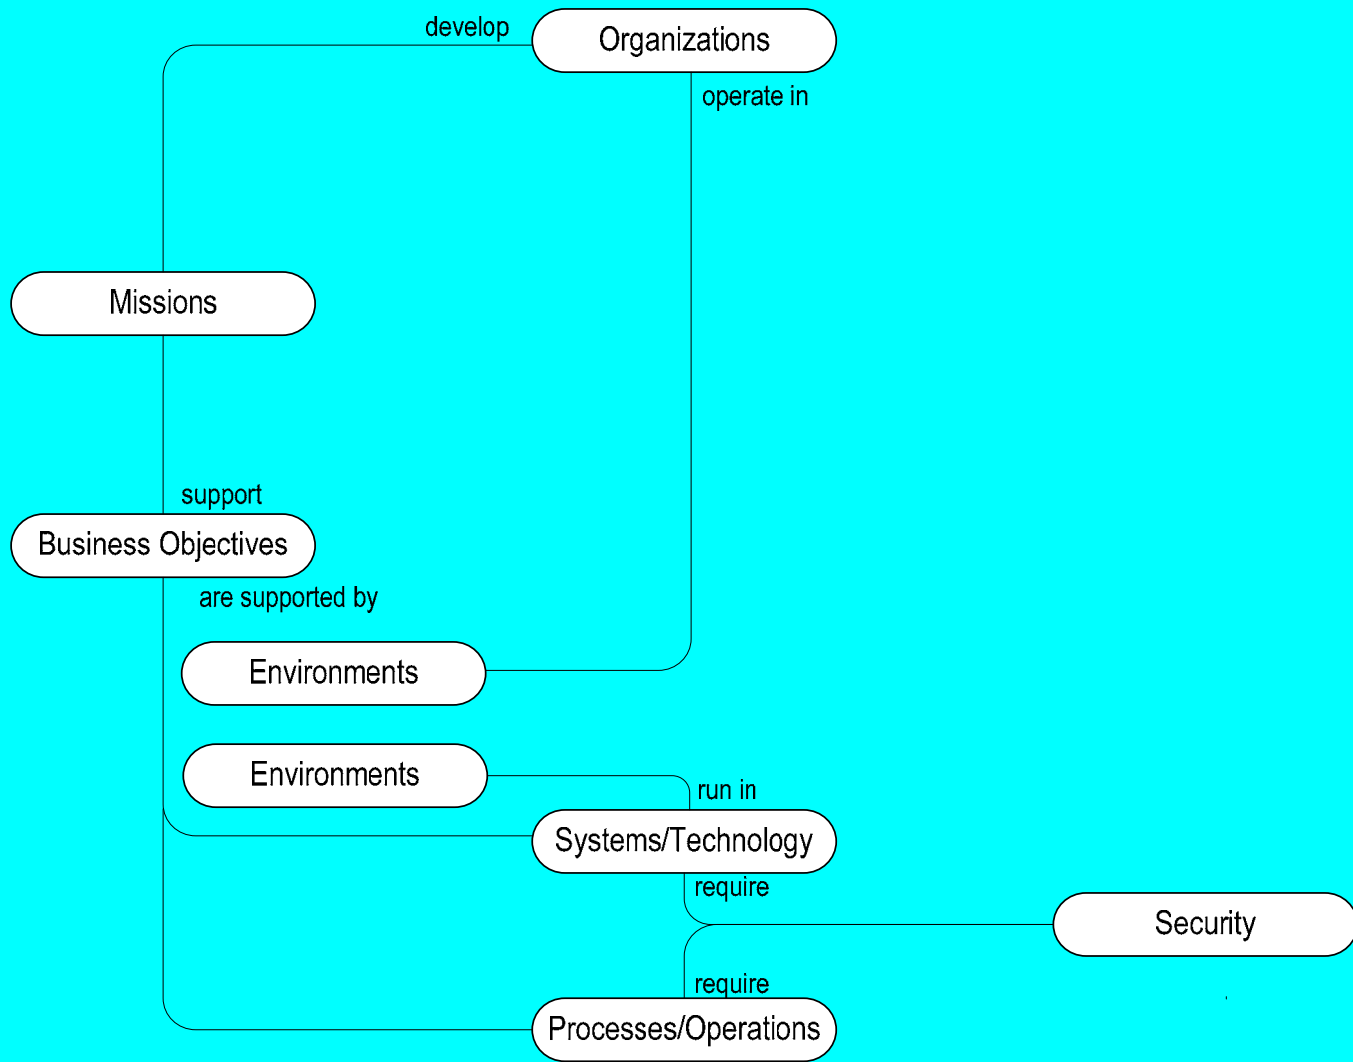 develop
Organizations
operate in
Missions
support
Business Objectives
are supported by
Environments
Environments
run in
Systems/Technology
require
Security
require
Processes/Operations